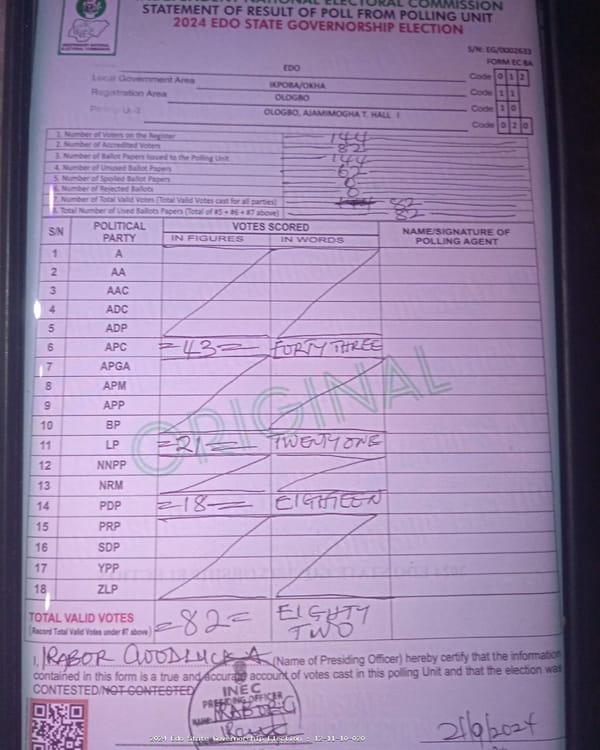 INDEPENDENT NATIONAL ELECTORAL COMMISSION
STATEMENT OF RESULT OF POLL FROM POLLING UNIT
2024 EDO STATE GOVERNORSHIP ELECTION
INEC
S/N: EG/0002633
FORM EC 8A
EDO Code 0 1 2
Local Government Area IKPOBA/OKHA Code 1 1
Registration Area OLOGBO Code 1 0
Polling Unit OLOGBO, AJAMIMOGHA T. HALL I Code 0 2 0
1. Number of Voters on the Register 144
2. Number of Accredited Voters 82
3. Number of Ballot Papers Issued to the Polling Unit 144
4. Number of Unused Ballot Papers 62
5. Number of Spoiled Ballot Papers 0
6. Number of Rejected Ballots 0
7. Number of Total Valid Votes (Total Valid Votes cast for all parties) 82
8. Total Number of Used Ballots Papers (Total of #5 + #6 + #7 above) 82
S/N POLITICAL PARTY VOTES SCORED NAME/SIGNATURE OF POLLING AGENT
IN FIGURES IN WORDS
1 A
2 AA
3 AAC
4 ADC
5 ADP
6 APC =43= FORTY THREE
7 APGA
8 APM
9 APP
10 BP
11 LP =21= TWENTY ONE
12 NNPP
13 NRM
14 PDP =18= EIGHTEEN
15 PRP
16 SDP
17 YPP
18 ZLP
ORIGINAL
TOTAL VALID VOTES =82= EIGHTY TWO
(Record Total Valid Votes under #7 above)
I, IRABOR GOODLUCK A (Name of Presiding Officer) hereby certify that the information
contained in this form is a true and accurate account of votes cast in this polling Unit and that the election was
CONTESTED/NOT CONTESTED
INEC
PRESIDING OFFICER
NAME: IRABOR G
21/9/2024
2024 Edo State Governorship Election - 12-11-10-020